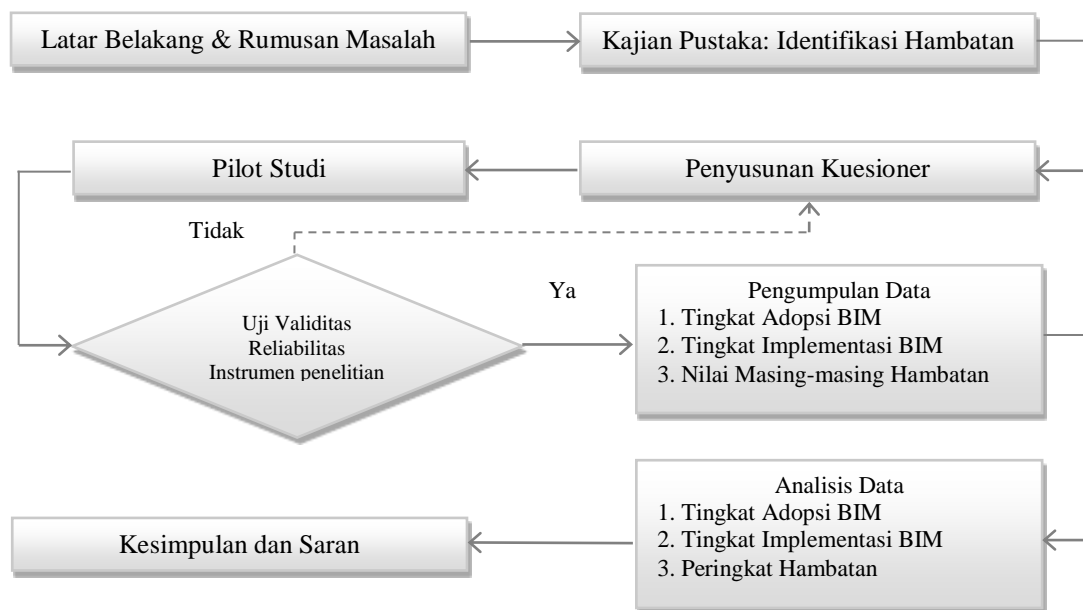 Latar Belakang & Rumusan Masalah
Kajian Pustaka: Identifikasi Hambatan
Pilot Studi
Penyusunan Kuesioner
Tidak
Ya
Uji Validitas
Reliabilitas
Instrumen penelitian
Pengumpulan Data
1. Tingkat Adopsi BIM
2. Tingkat Implementasi BIM
3. Nilai Masing-masing Hambatan
Analisis Data
1. Tingkat Adopsi BIM
2. Tingkat Implementasi BIM
3. Peringkat Hambatan
Kesimpulan dan Saran